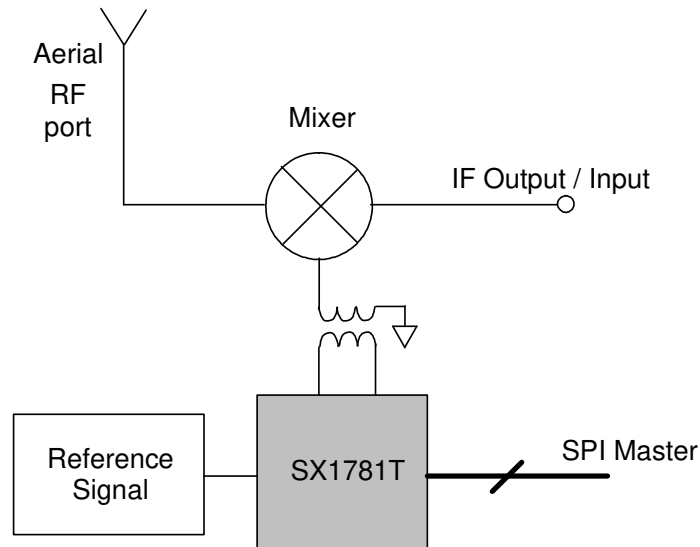 Aerial
RF
port
Mixer
IF Output / Input
Reference
Signal
SX1781T
SPI Master